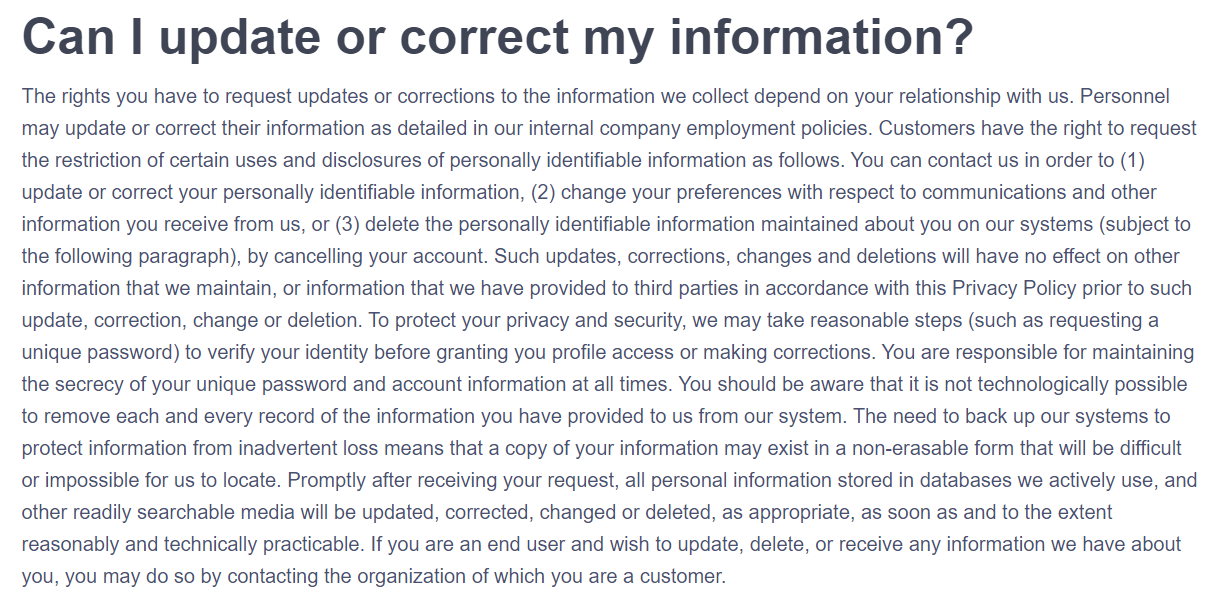 Can I update or correct my information?
The rights you have to request updates or corrections to the information we collect depend on your relationship with us. Personnel
may update or correct their information as detailed in our internal company employment policies. Customers have the right to request
the restriction of certain uses and disclosures of personally identifiable information as follows. You can contact us in order to (1)
update or correct your personally identifiable information, (2) change your preferences with respect to communications and other
information you receive from us, or (3) delete the personally identifiable information maintained about you on our systems (subject to
the following paragraph), by cancelling your account. Such updates, corrections, changes and deletions will have no effect on other
information that we maintain, or information that we have provided to third parties in accordance with this Privacy Policy prior to such
update, correction, change or deletion. To protect your privacy and security, we may take reasonable steps (such as requesting a
unique password) to verify your identity before granting you profile access or making corrections. You are responsible for maintaining
the secrecy of your unique password and account information at all times. You should be aware that it is not technologically possible
to remove each and every record of the information you have provided to us from our system. The need to back up our systems to
protect information from inadvertent loss means that a copy of your information may exist in a non-erasable form that will be difficult
or impossible for us to locate. Promptly after receiving your request, all personal information stored in databases we actively use, and
other readily searchable media will be updated, corrected, changed or deleted, as appropriate, as soon as and to the extent
reasonably and technically practicable. If you are an end user and wish to update, delete, or receive any information we have about
you, you may do so by contacting the organization of which you are a customer.